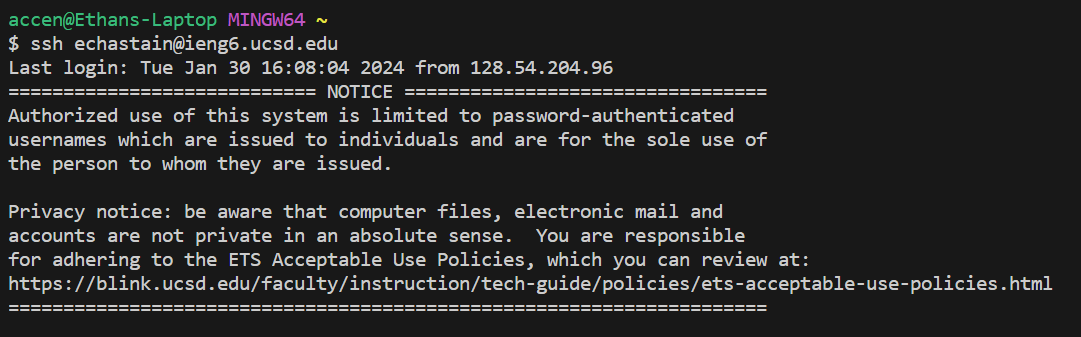 accen@Ethans-Laptop MINGW64 ~
$ ssh echastain@ieng6.ucsd.edu
Last login: Tue Jan 30 16:08:04 2024 from 128.54.204.96
============================ NOTICE =================================
Authorized use of this system is limited to password-authenticated
usernames which are issued to individuals and are for the sole use of
the person to whom they are issued.

Privacy notice: be aware that computer files, electronic mail and
accounts are not private in an absolute sense.  You are responsible
for adhering to the ETS Acceptable Use Policies, which you can review at:
https://blink.ucsd.edu/faculty/instruction/tech-guide/policies/ets-acceptable-use-policies.html
=====================================================================